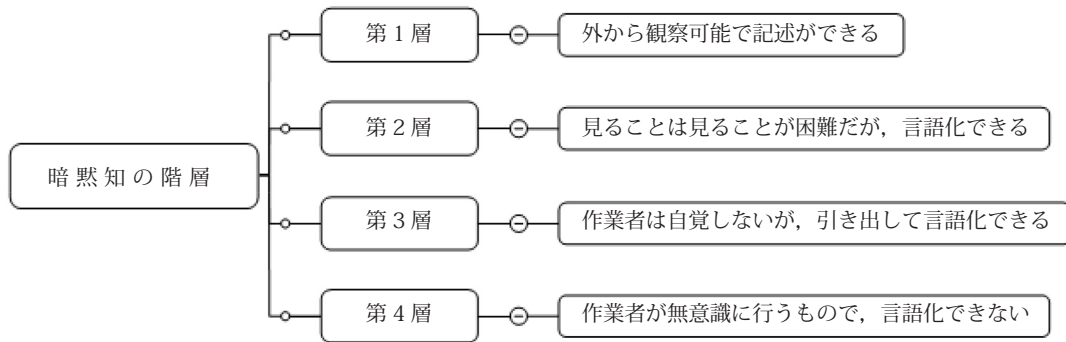 暗黙知の階層
第1層
外から観察可能で記述ができる
第2層
見ることは見ることが困難だが，言語化できる
第3層
作業者は自覚しないが，引き出して言語化できる
第4層
作業者が無意識に行うもので，言語化できない